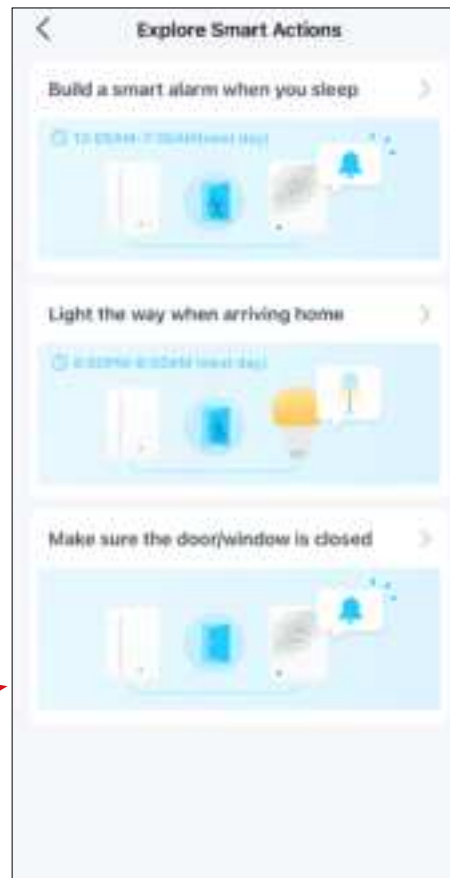 Explore Smart Actions
Build a smart alarm when you sleep
Light the way when arriving home
Make sure the door/window is closed